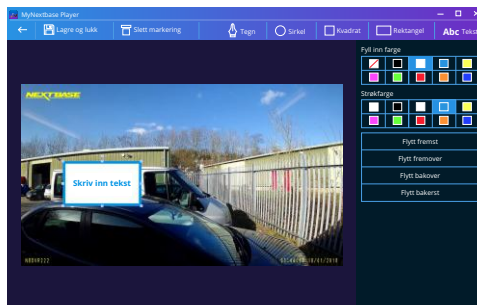 MyNextbase Player
Lagre og lukk
Slett markering
Tegn
Sirkel
Kvadrat
Rektangel
Abc Tekst
Fyll inn farge
Strøkfarge
Flytt fremst
Flytt fremover
Flytt bakover
Flytt bakerst
NEXTBASE
Skriv inn tekst